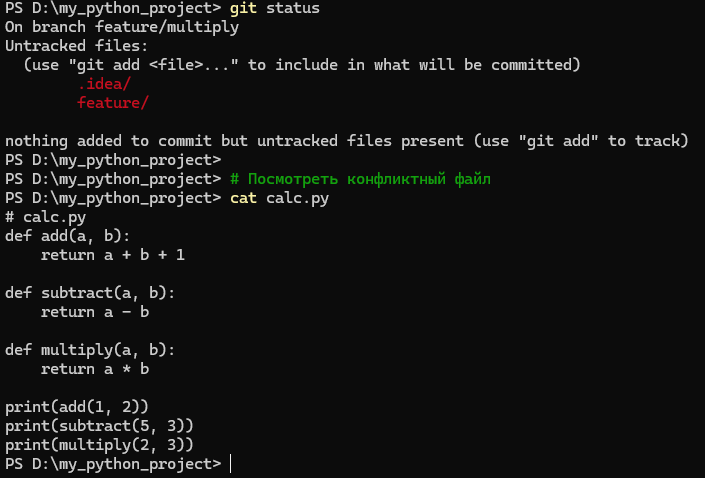 PS D:\my_python_project> git status
On branch feature/multiply
Untracked files:
  (use "git add <file>..." to include in what will be committed)
        .idea/
        feature/

nothing added to commit but untracked files present (use "git add" to track)
PS D:\my_python_project>
PS D:\my_python_project> # Посмотреть конфликтный файл
PS D:\my_python_project> cat calc.py
# calc.py
def add(a, b):
    return a + b + 1

def subtract(a, b):
    return a - b

def multiply(a, b):
    return a * b

print(add(1, 2))
print(subtract(5, 3))
print(multiply(2, 3))
PS D:\my_python_project>